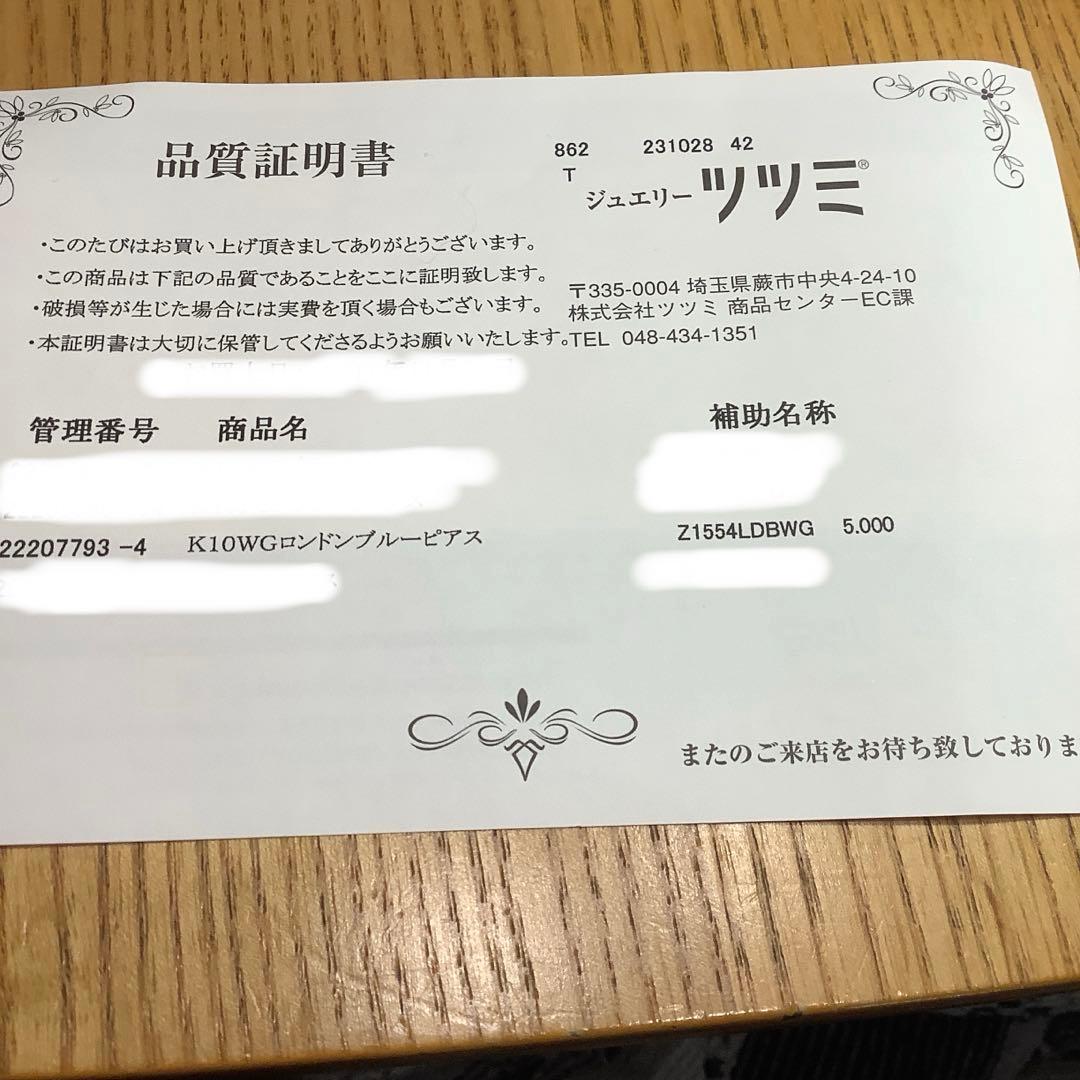 品質証明書
862 231028 42
T
ジュエリー ツツミ®
・このたびはお買い上げ頂きましてありがとうございます。
・この商品は下記の品質であることをここに証明致します。
・破損等が生じた場合には実費を頂く場合もございます。
・本証明書は大切に保管してくださるようお願いいたします。
〒335-0004 埼玉県蕨市中央4-24-10
株式会社ツツミ 商品センターEC課
TEL 048-434-1351
管理番号 商品名 補助名称
22207793 -4 K10WGロンドンブルーピアス Z1554LDBWG 5.000
またのご来店をお待ち致しておりま